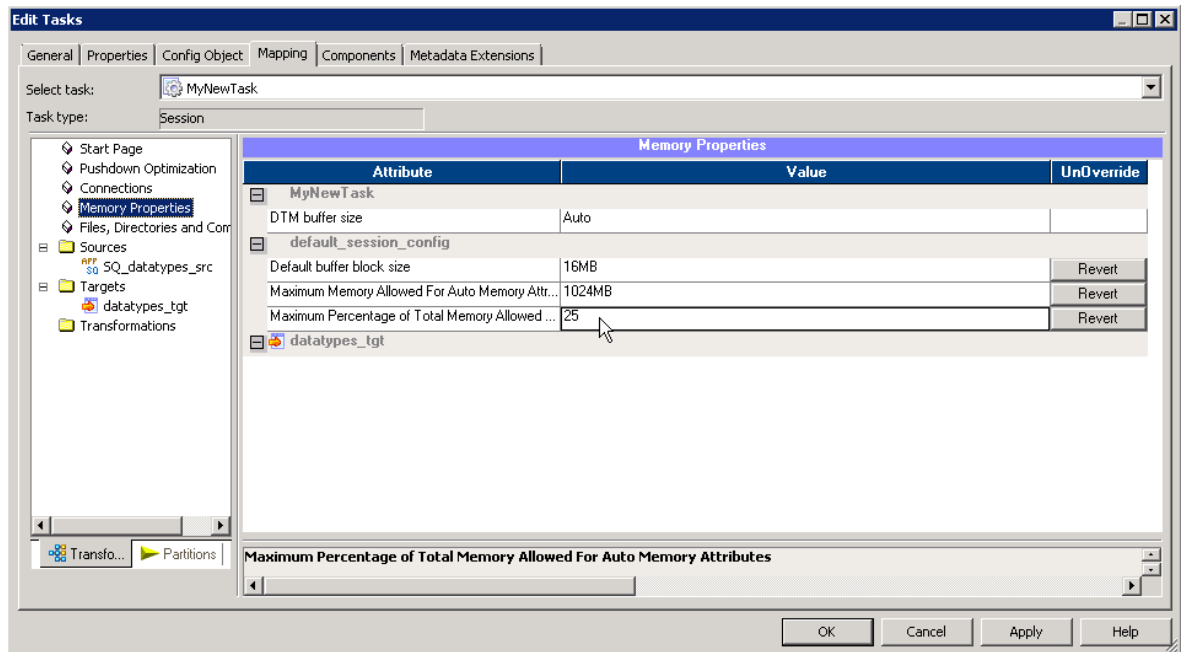 Edit Tasks
General Properties Config Object Mapping Components Metadata Extensions
Select task: MyNewTask
Task type: Session
Start Page
Pushdown Optimization
Connections
Memory Properties
Files, Directories and Com
Sources
APP SQ SQ_datatypes_src
Targets
datatypes_tgt
Transformations
Transfo... Partitions
Memory Properties
Attribute Value UnOverride
MyNewTask
DTM buffer size Auto
default_session_config
Default buffer block size 16MB Revert
Maximum Memory Allowed For Auto Memory Attr... 1024MB Revert
Maximum Percentage of Total Memory Allowed ... 25 Revert
datatypes_tgt
Maximum Percentage of Total Memory Allowed For Auto Memory Attributes
OK Cancel Apply Help